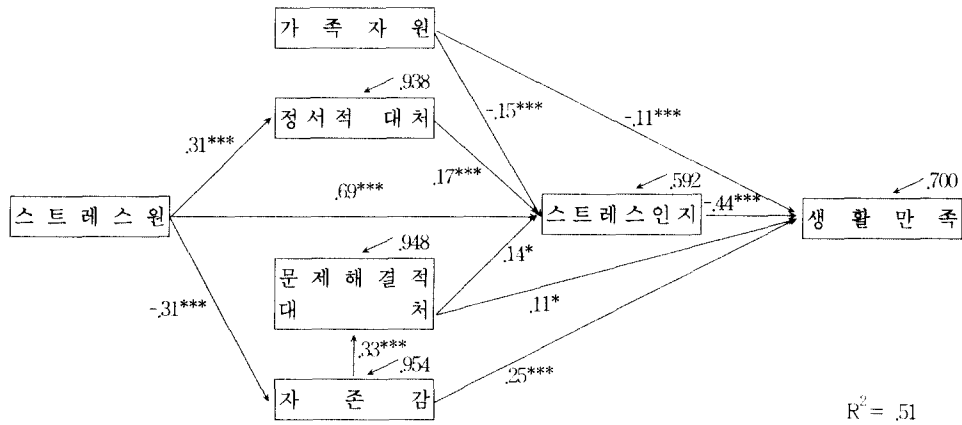 가 족 자 원
.938
정서적 대처
-.15***
-.11***
.31***
.17***
.69***
.592
.700
스트레스원
스트레스인지
-.44***
생 활 만 족
.948
문 제 해 결 적
대 처
.14*
-.31***
.11*
.33***
.954
.25***
자 존 감
R² = .51